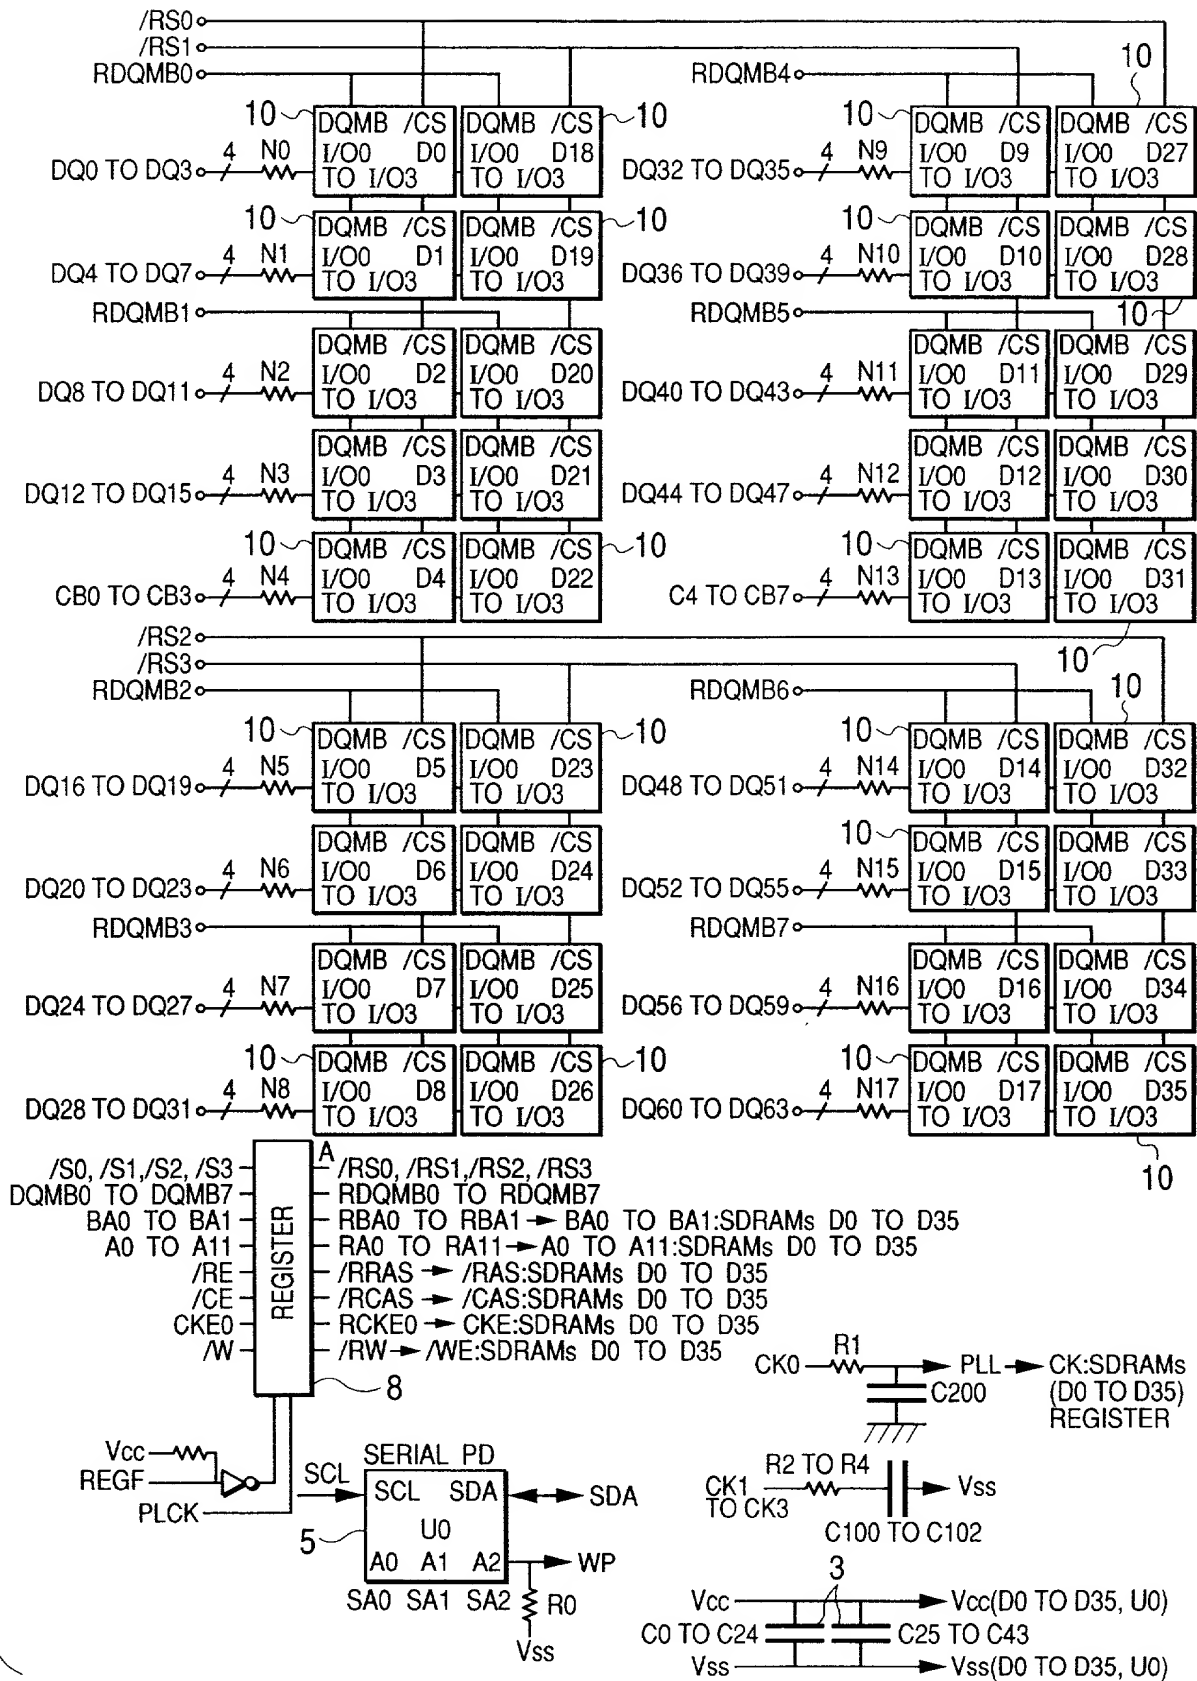 /RS0
/RS1
RDQMB0 RDQMB4 10
10 DQMB /CS DQMB /CS 10 10 DQMB /CS DQMB /CS
DQ0 TO DQ3 4 N0 I/O0 D0 I/O0 D18 DQ32 TO DQ35 4 N9 I/O0 D9 I/O0 D27
TO I/O3 TO I/O3 TO I/O3 TO I/O3
10 DQMB /CS DQMB /CS 10 10 DQMB /CS DQMB /CS
DQ4 TO DQ7 4 N1 I/O0 D1 I/O0 D19 DQ36 TO DQ39 4 N10 I/O0 D10 I/O0 D28
TO I/O3 TO I/O3 TO I/O3 TO I/O3
RDQMB1 RDQMB5 10
DQMB /CS DQMB /CS DQMB /CS DQMB /CS
DQ8 TO DQ11 4 N2 I/O0 D2 I/O0 D20 DQ40 TO DQ43 4 N11 I/O0 D11 I/O0 D29
TO I/O3 TO I/O3 TO I/O3 TO I/O3
DQMB /CS DQMB /CS DQMB /CS DQMB /CS
DQ12 TO DQ15 4 N3 I/O0 D3 I/O0 D21 DQ44 TO DQ47 4 N12 I/O0 D12 I/O0 D30
TO I/O3 TO I/O3 TO I/O3 TO I/O3
10 DQMB /CS DQMB /CS 10 10 DQMB /CS DQMB /CS
CB0 TO CB3 4 N4 I/O0 D4 I/O0 D22 C4 TO CB7 4 N13 I/O0 D13 I/O0 D31
TO I/O3 TO I/O3 TO I/O3 TO I/O3
/RS2
/RS3 10
RDQMB2 RDQMB6 10
10 DQMB /CS DQMB /CS 10 10 DQMB /CS DQMB /CS
DQ16 TO DQ19 4 N5 I/O0 D5 I/O0 D23 DQ48 TO DQ51 4 N14 I/O0 D14 I/O0 D32
TO I/O3 TO I/O3 TO I/O3 TO I/O3
DQMB /CS DQMB /CS 10 DQMB /CS DQMB /CS
DQ20 TO DQ23 4 N6 I/O0 D6 I/O0 D24 DQ52 TO DQ55 4 N15 I/O0 D15 I/O0 D33
TO I/O3 TO I/O3 TO I/O3 TO I/O3
RDQMB3 RDQMB7
DQMB /CS DQMB /CS DQMB /CS DQMB /CS
DQ24 TO DQ27 4 N7 I/O0 D7 I/O0 D25 DQ56 TO DQ59 4 N16 I/O0 D16 I/O0 D34
TO I/O3 TO I/O3 TO I/O3 TO I/O3
10 DQMB /CS DQMB /CS 10 10 DQMB /CS DQMB /CS
DQ28 TO DQ31 4 N8 I/O0 D8 I/O0 D26 DQ60 TO DQ63 4 N17 I/O0 D17 I/O0 D35
TO I/O3 TO I/O3 TO I/O3 TO I/O3
10
REGISTER A
/S0, /S1,/S2, /S3 /RS0, /RS1,/RS2, /RS3
DQMB0 TO DQMB7 RDQMB0 TO RDQMB7
BA0 TO BA1 RBA0 TO RBA1 → BA0 TO BA1:SDRAMs D0 TO D35
A0 TO A11 RA0 TO RA11 → A0 TO A11:SDRAMs D0 TO D35
/RE /RRAS → /RAS:SDRAMs D0 TO D35
/CE /RCAS → /CAS:SDRAMs D0 TO D35
CKE0 RCKE0 → CKE:SDRAMs D0 TO D35
/W /RW → /WE:SDRAMs D0 TO D35
8
Vcc
REGF
PLCK
CK0 R1 → PLL → CK:SDRAMs
C200 (D0 TO D35)
REGISTER
R2 TO R4
CK1 TO CK3 → Vss
C100 TO C102
SERIAL PD
SCL SCL SDA SDA
5 U0
A0 A1 A2 → WP
SA0 SA1 SA2 R0
Vss
3
Vcc → Vcc(D0 TO D35, U0)
C0 TO C24 C25 TO C43
Vss → Vss(D0 TO D35, U0)